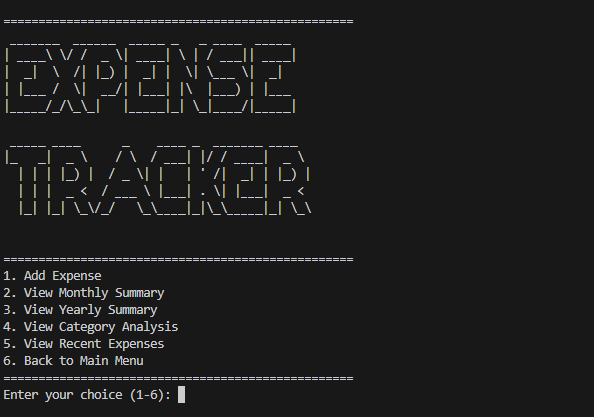 ==================================================
EXPENSE
TRACKER
==================================================
1. Add Expense
2. View Monthly Summary
3. View Yearly Summary
4. View Category Analysis
5. View Recent Expenses
6. Back to Main Menu
==================================================
Enter your choice (1-6):